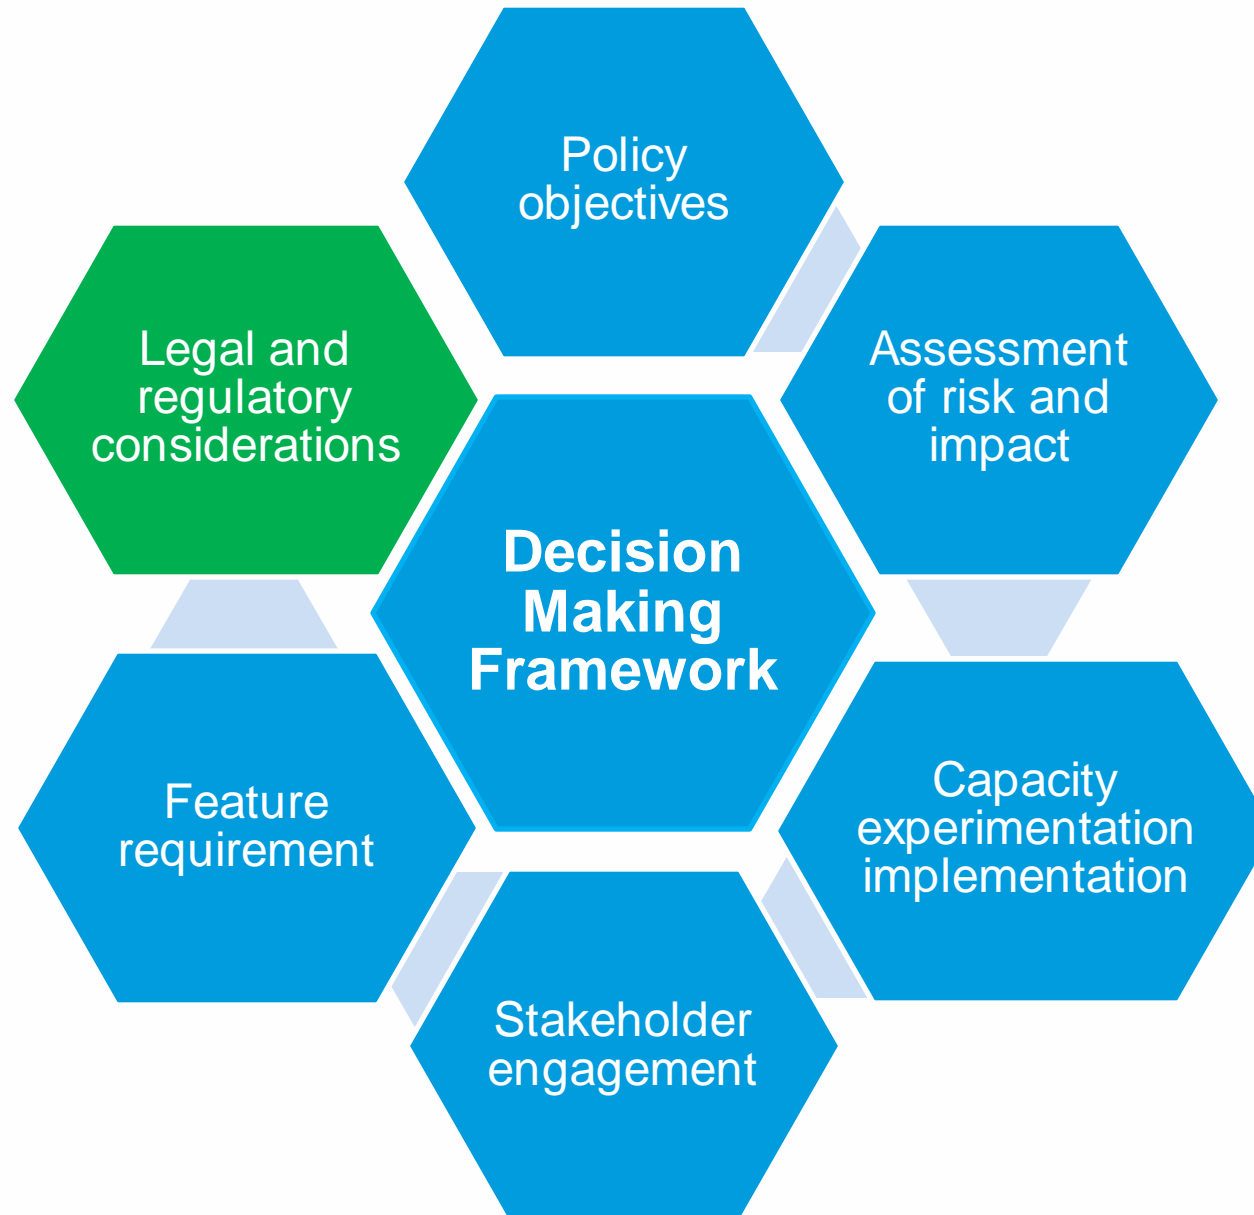 Policy
objectives
Legal and
regulatory
considerations
Assessment
of risk and
impact
Decision
Making
Framework
Feature
requirement
Capacity
experimentation
implementation
Stakeholder
engagement